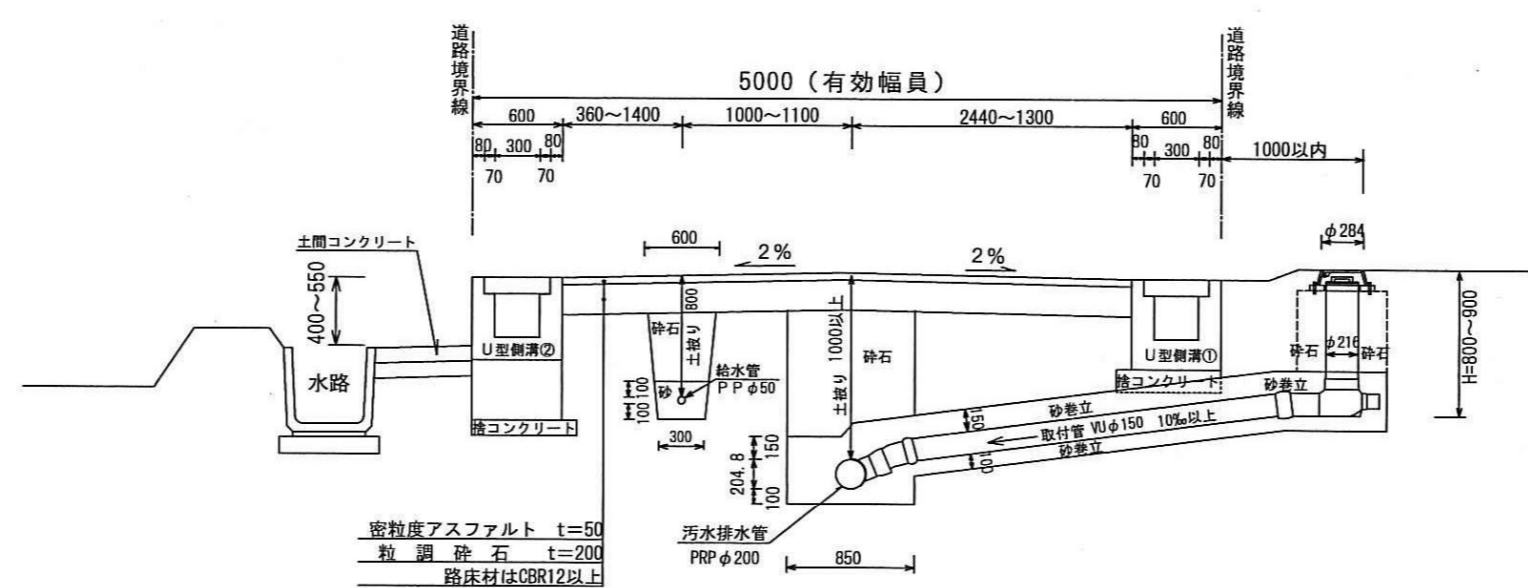 道路境界線
道路境界線
5000（有効幅員）
600
360～1400
1000～1100
2440～1300
600
80
300
80
70
70
80
300
80
70
70
1000以内
土間コンクリート
600
2%
2%
φ284
400～550
800
土被り
土被り 1000以上
砕石
砕石
U型側溝②
U型側溝①
水路
砂
100
100
給水管
PPφ50
300
捨コンクリート
捨コンクリート
砕石
φ216
砕石
H=800～900
砂巻立
砂巻立
150
取付管 VUφ150 10‰以上
砂巻立
100
150
204.8
100
密粒度アスファルト t=50
粒調砕石 t=200
路床材はCBR12以上
汚水排水管
PRPφ200
850